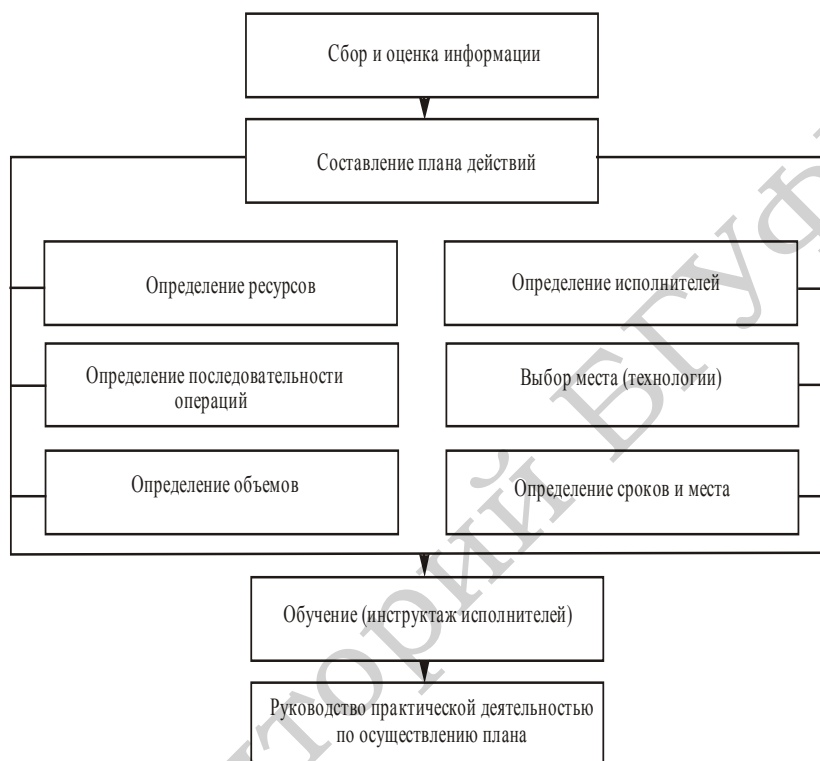 Сбор и оценка информации
Составление плана действий
Определение ресурсов
Определение исполнителей
Определение последовательности
операций
Выбор места (технологии)
Определение объемов
Определение сроков и места
Обучение (инструктаж исполнителей)
Руководство практической деятельностью
по осуществлению плана